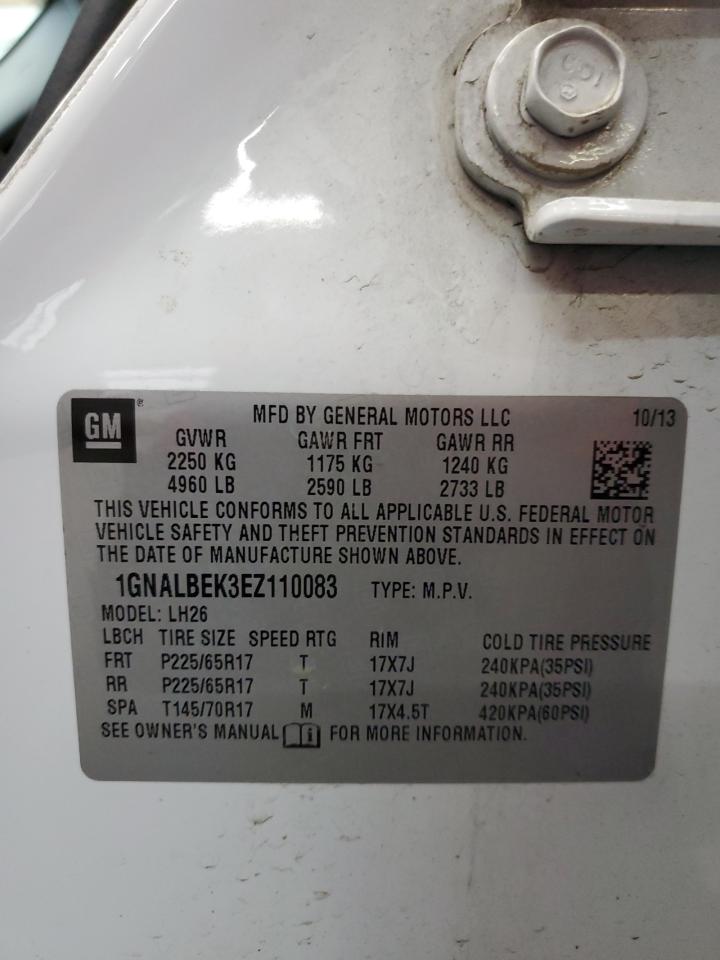 GM ® MFD BY GENERAL MOTORS LLC 10/13
GVWR GAWR FRT GAWR RR
2250 KG 1175 KG 1240 KG
4960 LB 2590 LB 2733 LB
THIS VEHICLE CONFORMS TO ALL APPLICABLE U.S. FEDERAL MOTOR
VEHICLE SAFETY AND THEFT PREVENTION STANDARDS IN EFFECT ON
THE DATE OF MANUFACTURE SHOWN ABOVE.
1GNALBEK3EZ110083 TYPE: M.P.V.
MODEL: LH26
LBCH TIRE SIZE SPEED RTG RIM COLD TIRE PRESSURE
FRT P225/65R17 T 17X7J 240KPA(35PSI)
RR P225/65R17 T 17X7J 240KPA(35PSI)
SPA T145/70R17 M 17X4.5T 420KPA(60PSI)
SEE OWNER'S MANUAL i FOR MORE INFORMATION.